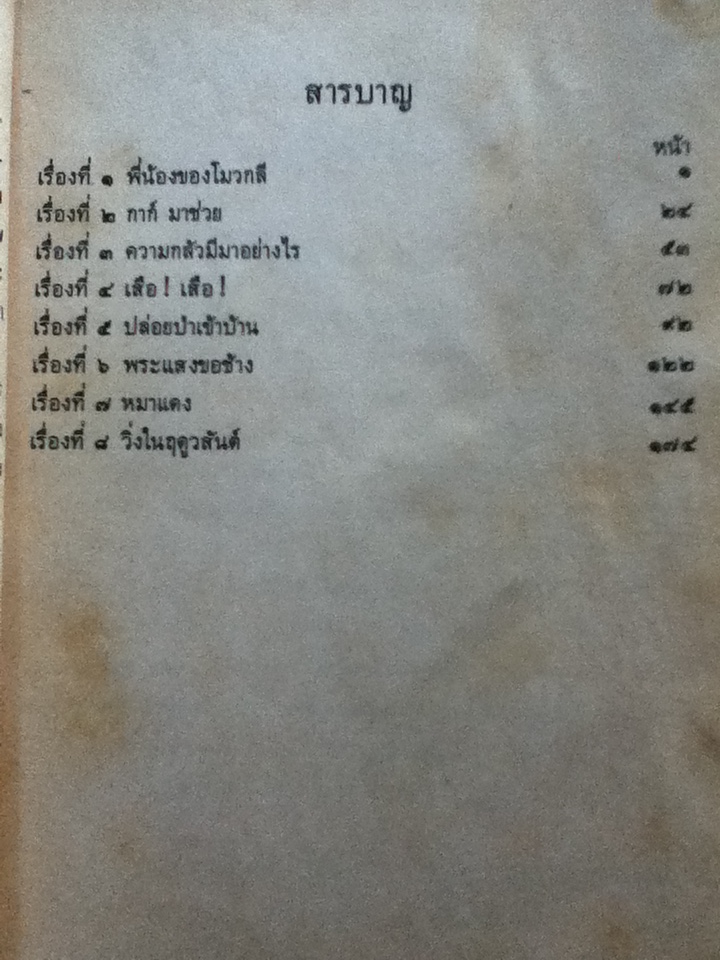 สารบาญ
หน้า
เรื่องที่ ๑ พี่น้องของโมวกลี ๑
เรื่องที่ ๒ กาก์ มาช่วย ๒๔
เรื่องที่ ๓ ความกลัวมีมาอย่างไร ๕๓
เรื่องที่ ๔ เสือ! เสือ! ๗๒
เรื่องที่ ๕ ปล่อยป่าเข้าบ้าน ๙๒
เรื่องที่ ๖ พระแสงขอช้าง ๑๒๒
เรื่องที่ ๗ หมาแดง ๑๔๕
เรื่องที่ ๘ วิ่งในฤดูวสันต์ ๑๗๔